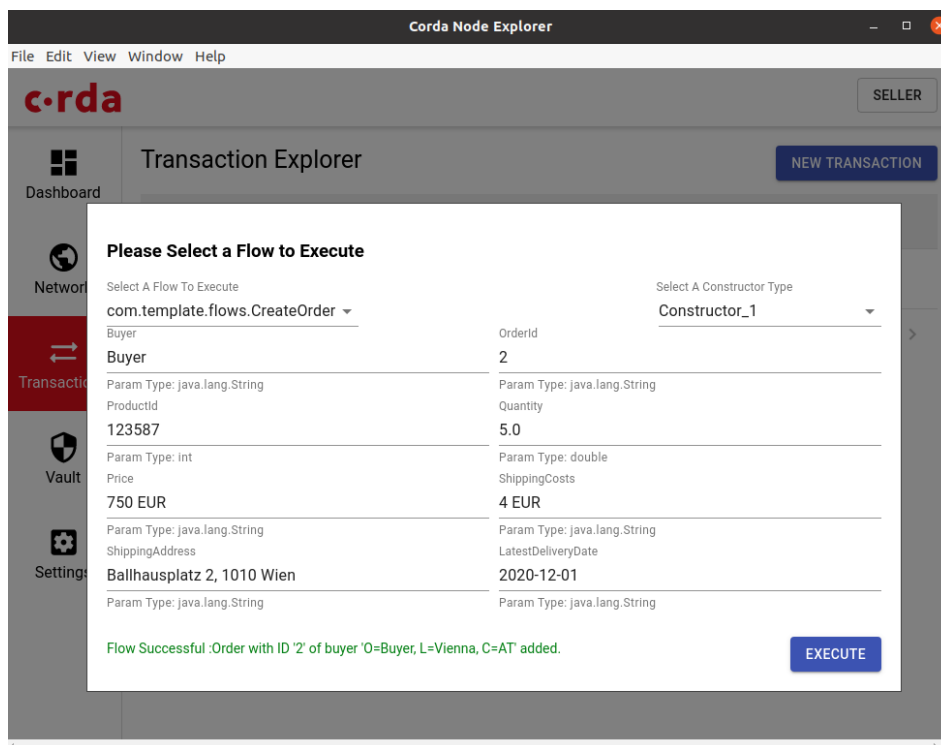 Corda Node Explorer
File Edit View Window Help
c·rda
SELLER
Transaction Explorer
NEW TRANSACTION
Dashboard
Network
Transactio
Vault
Settings
Please Select a Flow to Execute
Select A Flow To Execute
Select A Constructor Type
com.template.flows.CreateOrder
Constructor_1
Buyer
OrderId
Buyer
2
Param Type: java.lang.String
Param Type: java.lang.String
ProductId
Quantity
123587
5.0
Param Type: int
Param Type: double
Price
ShippingCosts
750 EUR
4 EUR
Param Type: java.lang.String
Param Type: java.lang.String
ShippingAddress
LatestDeliveryDate
Ballhausplatz 2, 1010 Wien
2020-12-01
Param Type: java.lang.String
Param Type: java.lang.String
Flow Successful :Order with ID '2' of buyer 'O=Buyer, L=Vienna, C=AT' added.
EXECUTE